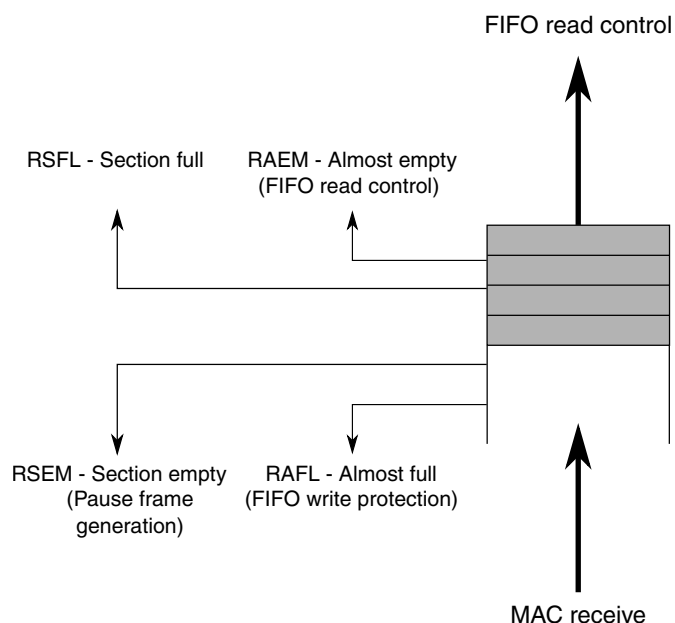 FIFO read control
RSFL - Section full
RAEM - Almost empty
(FIFO read control)
RSEM - Section empty
(Pause frame
generation)
RAFL - Almost full
(FIFO write protection)
MAC receive